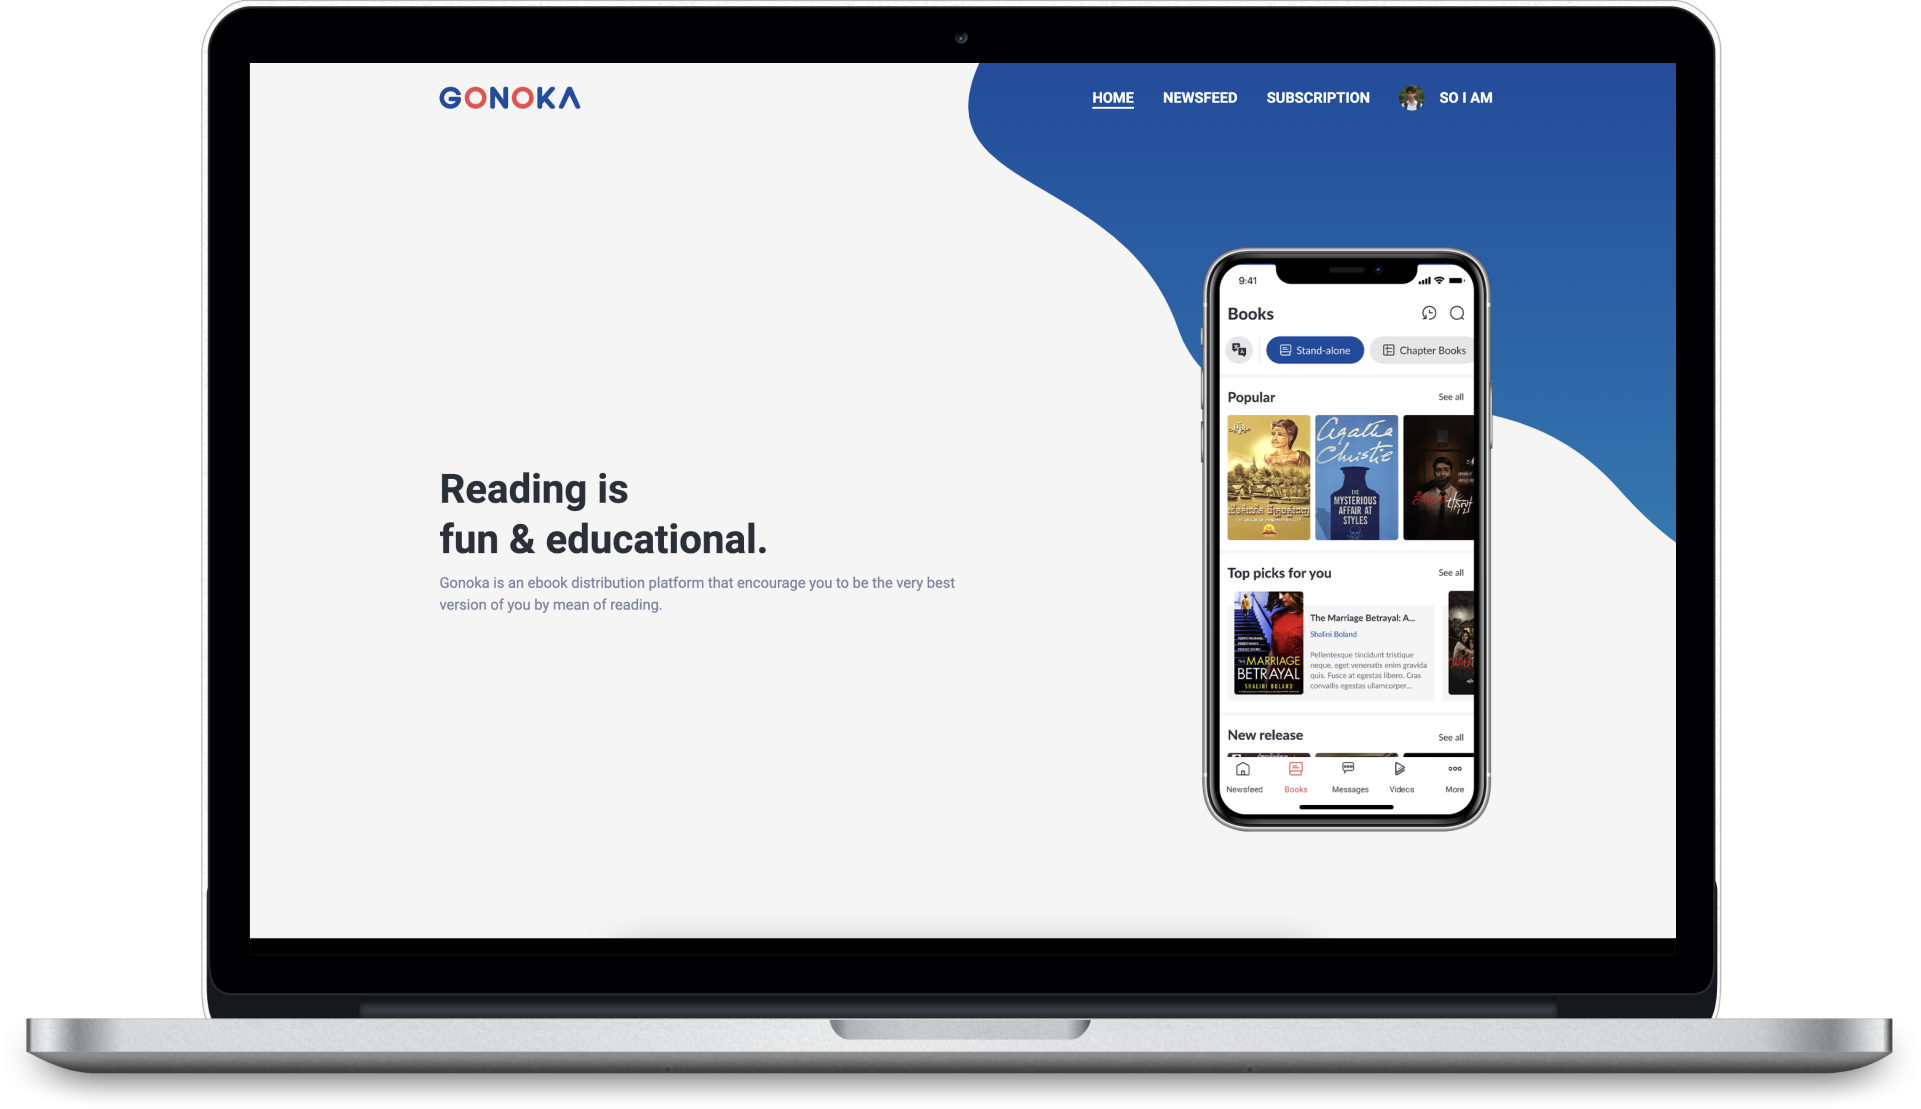 GONOKA
HOME NEWSFEED SUBSCRIPTION SO I AM
Reading is
fun & educational.
Gonoka is an ebook distribution platform that encourage you to be the very best
version of you by mean of reading.
9:41
Books
Stand-alone Chapter Books
Popular See all
Agatha
Christie
THE
MYSTERIOUS
AFFAIR AT
STYLES
Top picks for you See all
THE MARRIAGE
BETRAYAL
SHALINI BOLAND
The Marriage Betrayal: A...
Shalini Boland
Pellentesque tincidunt tristique
neque, eget venenatis enim gravida
quis. Fusce at egestas libero. Cras
convallis egestas ullamcorper...
New release See all
Newsfeed Books Messages Videos More